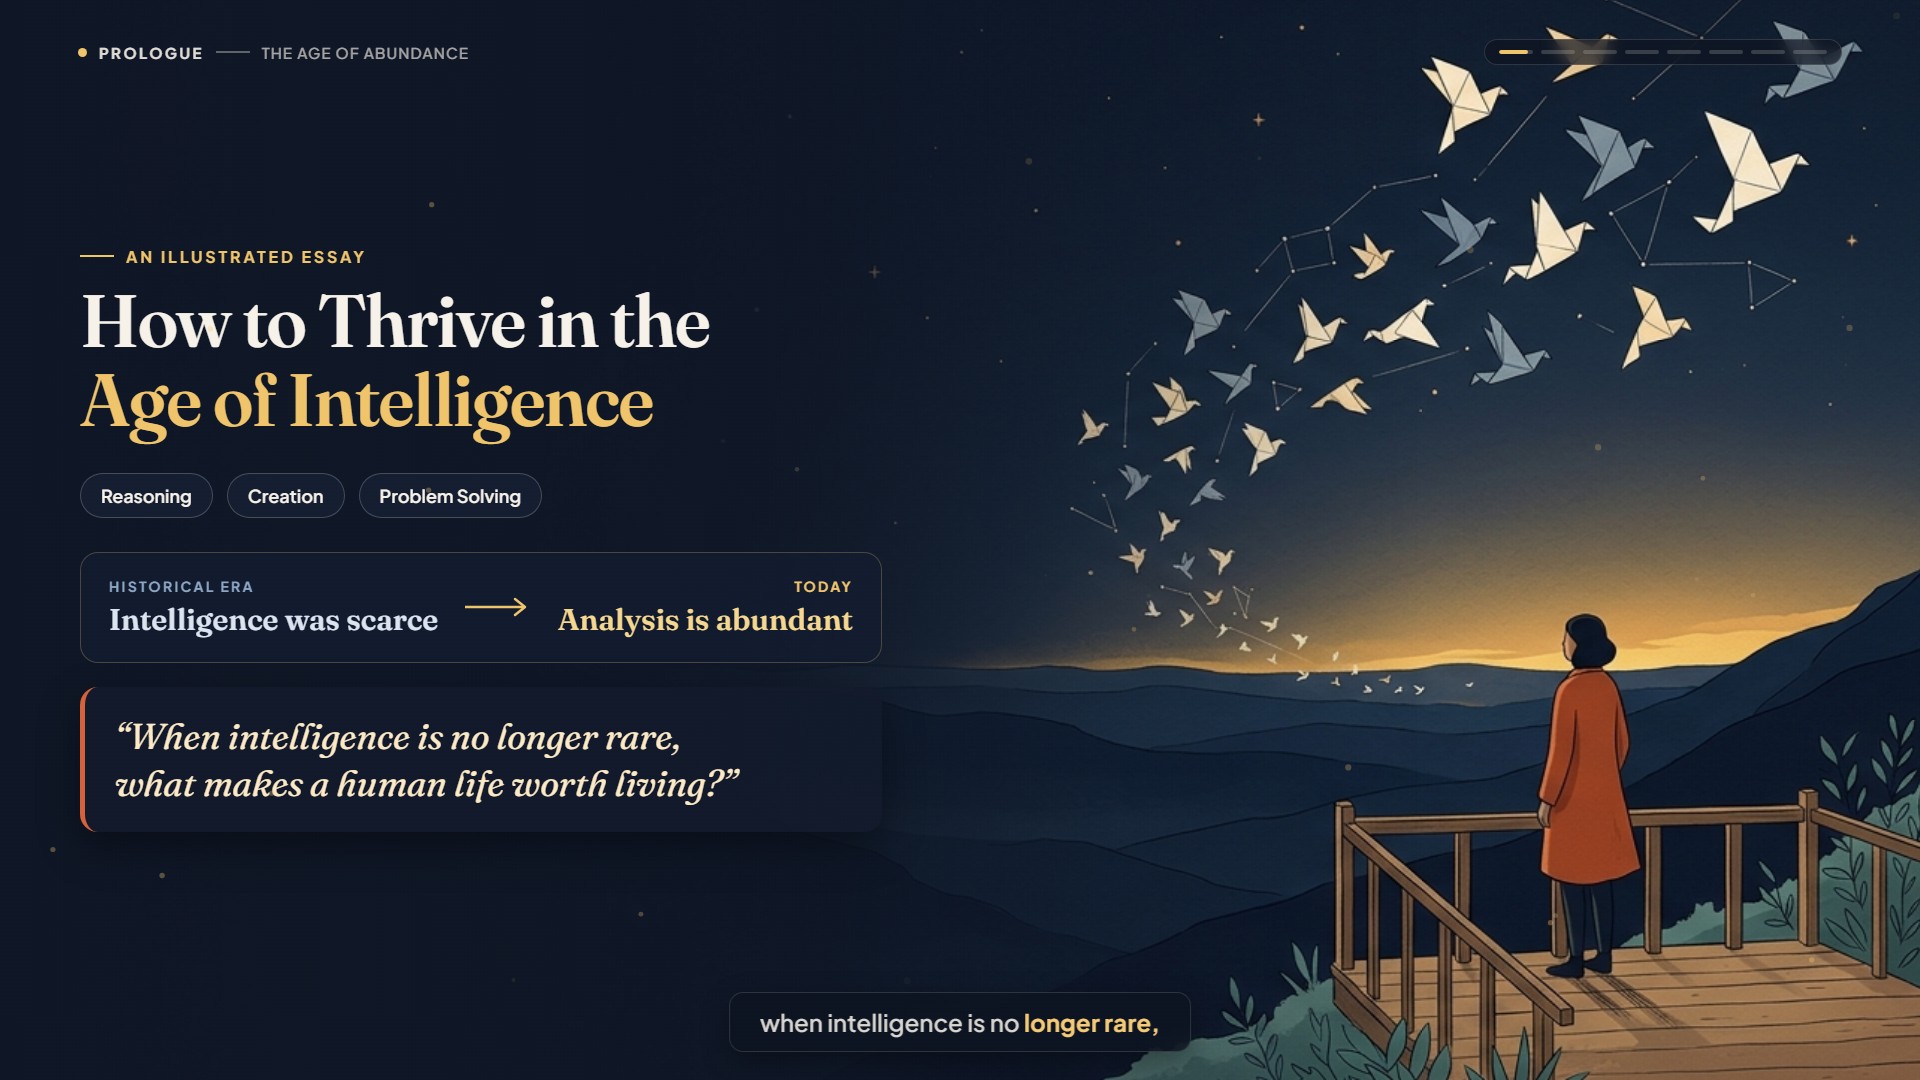 PROLOGUE — THE AGE OF ABUNDANCE
AN ILLUSTRATED ESSAY
How to Thrive in the
Age of Intelligence
Reasoning
Creation
Problem Solving
HISTORICAL ERA
Intelligence was scarce
TODAY
Analysis is abundant
“When intelligence is no longer rare,
what makes a human life worth living?”
when intelligence is no longer rare,